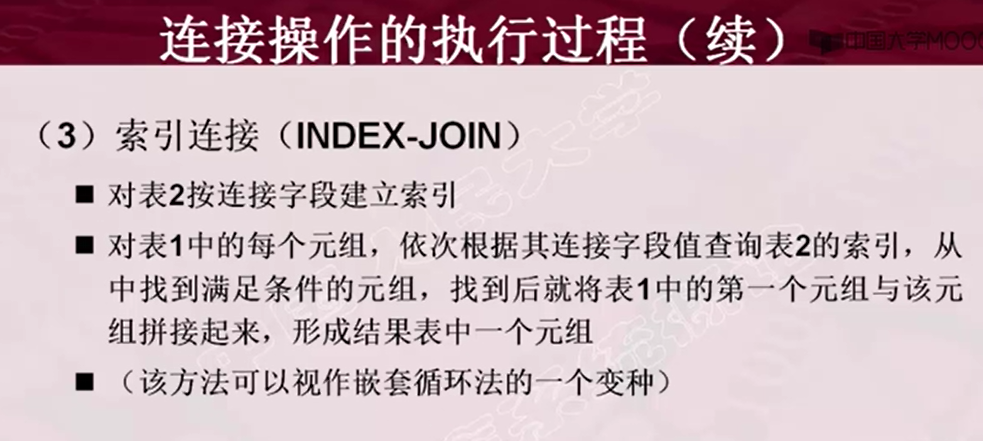 连接操作的执行过程（续）
中国大学MOOC
（3）索引连接（INDEX-JOIN）
■ 对表2按连接字段建立索引
■ 对表1中的每个元组，依次根据其连接字段值查询表2的索引，从
中找到满足条件的元组，找到后就将表1中的第一个元组与该元
组拼接起来，形成结果表中一个元组
■ （该方法可以视作嵌套循环法的一个变种）